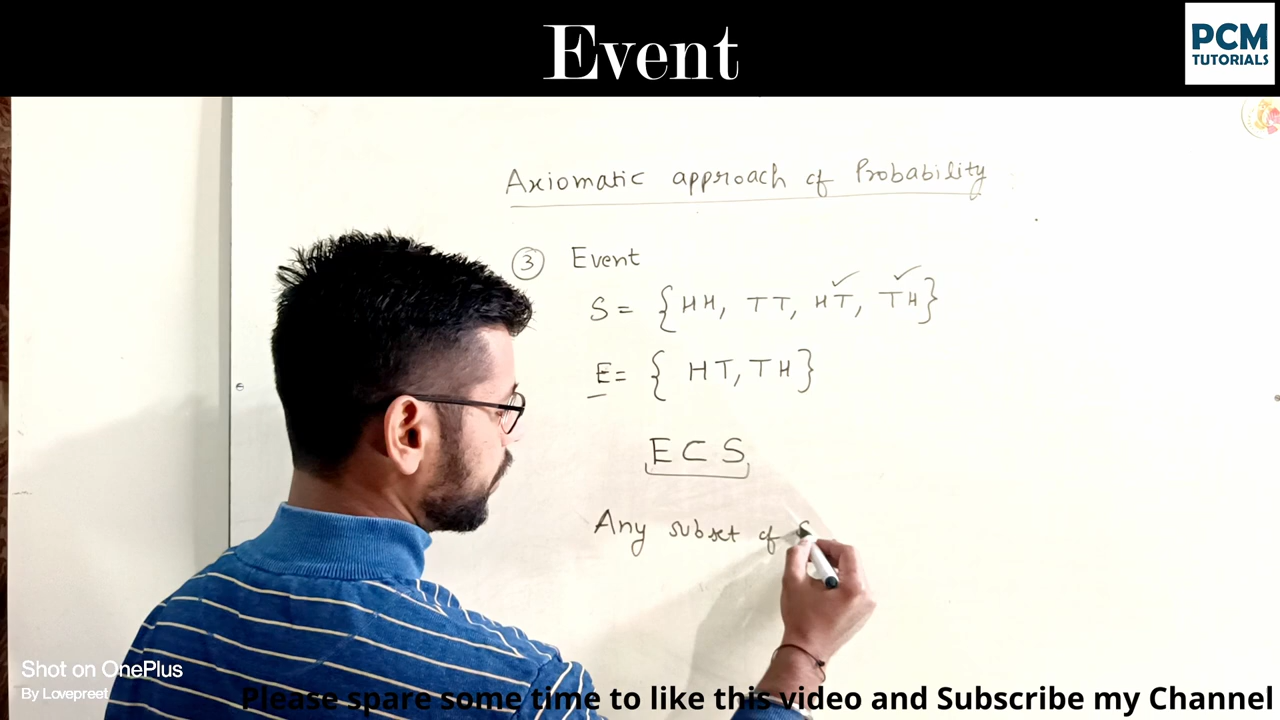 Event
PCM
TUTORIALS
Axiomatic approach of Probability
3 Event
S = {HH, TT, HT, TH}
E = {HT, TH}
E ⊂ S
Any subset of S
Shot on OnePlus
By Lovepreet
Please spare some time to like this video and Subscribe my Channel